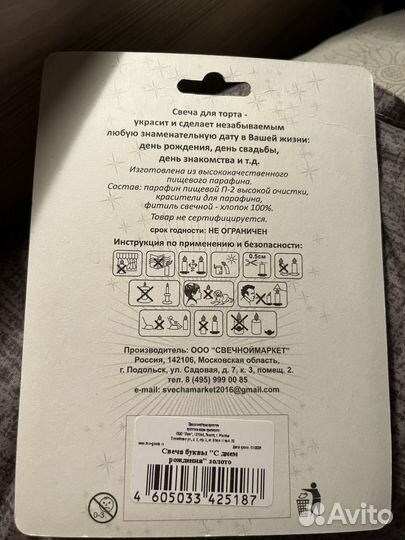 Свеча для торта -
украсит и сделает незабываемым
любую знаменательную дату в Вашей жизни:
день рождения, день свадьбы,
день знакомства и т.д.
Изготовлена из высококачественного
пищевого парафина.
Состав: парафин пищевой П-2 высокой очистки,
красители для парафина,
фитиль свечной - хлопок 100%.
Товар не сертифицируется.
срок годности: НЕ ОГРАНИЧЕН
Инструкция по применению и безопасности:
0.5см
Производитель: ООО "СВЕЧНОЙМАРКЕТ"
Россия, 142106, Московская область,
г. Подольск, ул. Садовая, д. 7, к. 3, помещ. 2.
тел. 8 (495) 999 00 85
e-mail: svechamarket2016@gmail.com
Свеча буквы "С днем
рождения" золото
4 605033 425187
0-3
Avito